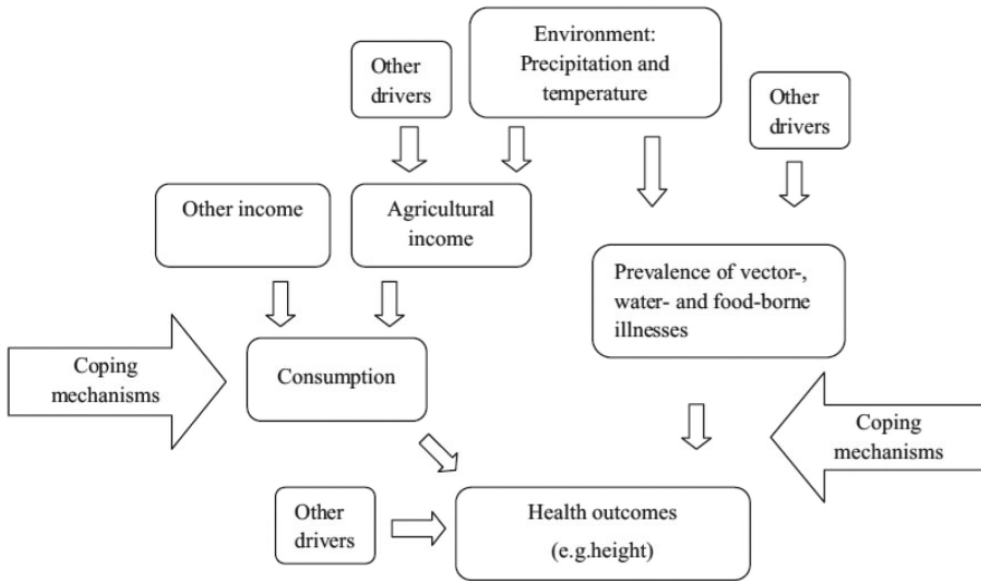 Environment:
Precipitation and
temperature
Other
drivers
Other
drivers
Other income
Agricultural
income
Prevalence of vector-,
water- and food-borne
illnesses
Coping
mechanisms
Consumption
Coping
mechanisms
Other
drivers
Health outcomes
(e.g.height)